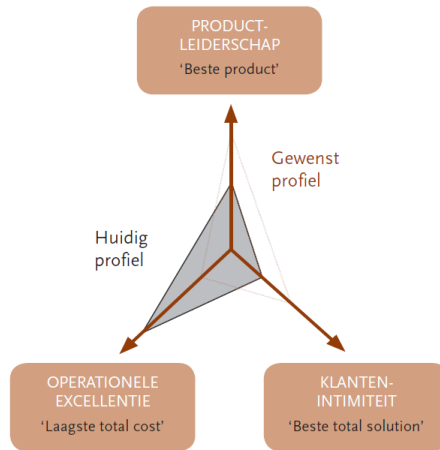 PRODUCT-
LEIDERSCHAP
‘Beste product’
Gewenst
profiel
Huidig
profiel
OPERATIONELE
EXCELLENTIE
‘Laagste total cost’
KLANTEN-
INTIMITEIT
‘Beste total solution’